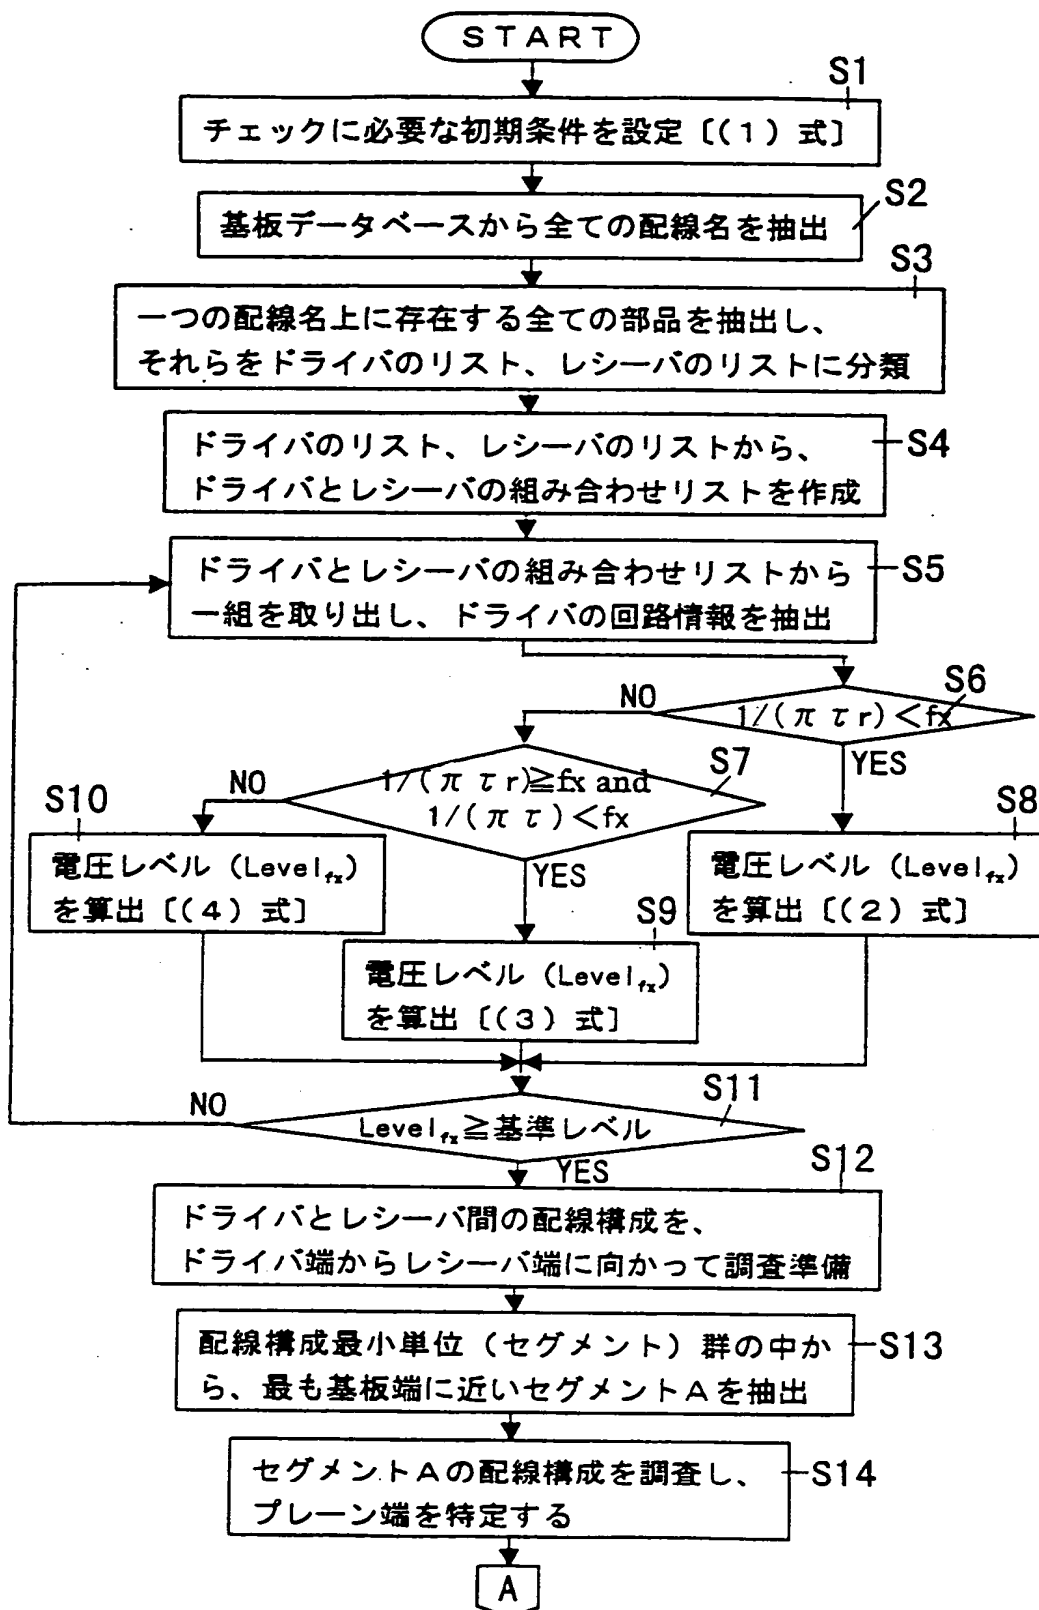 START
S1
チェックに必要な初期条件を設定〔(1)式〕
S2
基板データベースから全ての配線名を抽出
S3
一つの配線名上に存在する全ての部品を抽出し、
それらをドライバのリスト、レシーバのリストに分類
ドライバのリスト、レシーバのリストから、
ドライバとレシーバの組み合わせリストを作成
S4
ドライバとレシーバの組み合わせリストから
一組を取り出し、ドライバの回路情報を抽出
S5
S6
1/(πτr)<fx
NO
YES
S7
1/(πτr)≧fx and
1/(πτ)<fx
NO
YES
S10
電圧レベル(Level_fx)
を算出〔(4)式〕
S8
電圧レベル(Level_fx)
を算出〔(2)式〕
S9
電圧レベル(Level_fx)
を算出〔(3)式〕
S11
NO
Level_fx≧基準レベル
YES
S12
ドライバとレシーバ間の配線構成を、
ドライバ端からレシーバ端に向かって調査準備
配線構成最小単位(セグメント)群の中か
ら、最も基板端に近いセグメントAを抽出
S13
セグメントAの配線構成を調査し、
プレーン端を特定する
S14
A